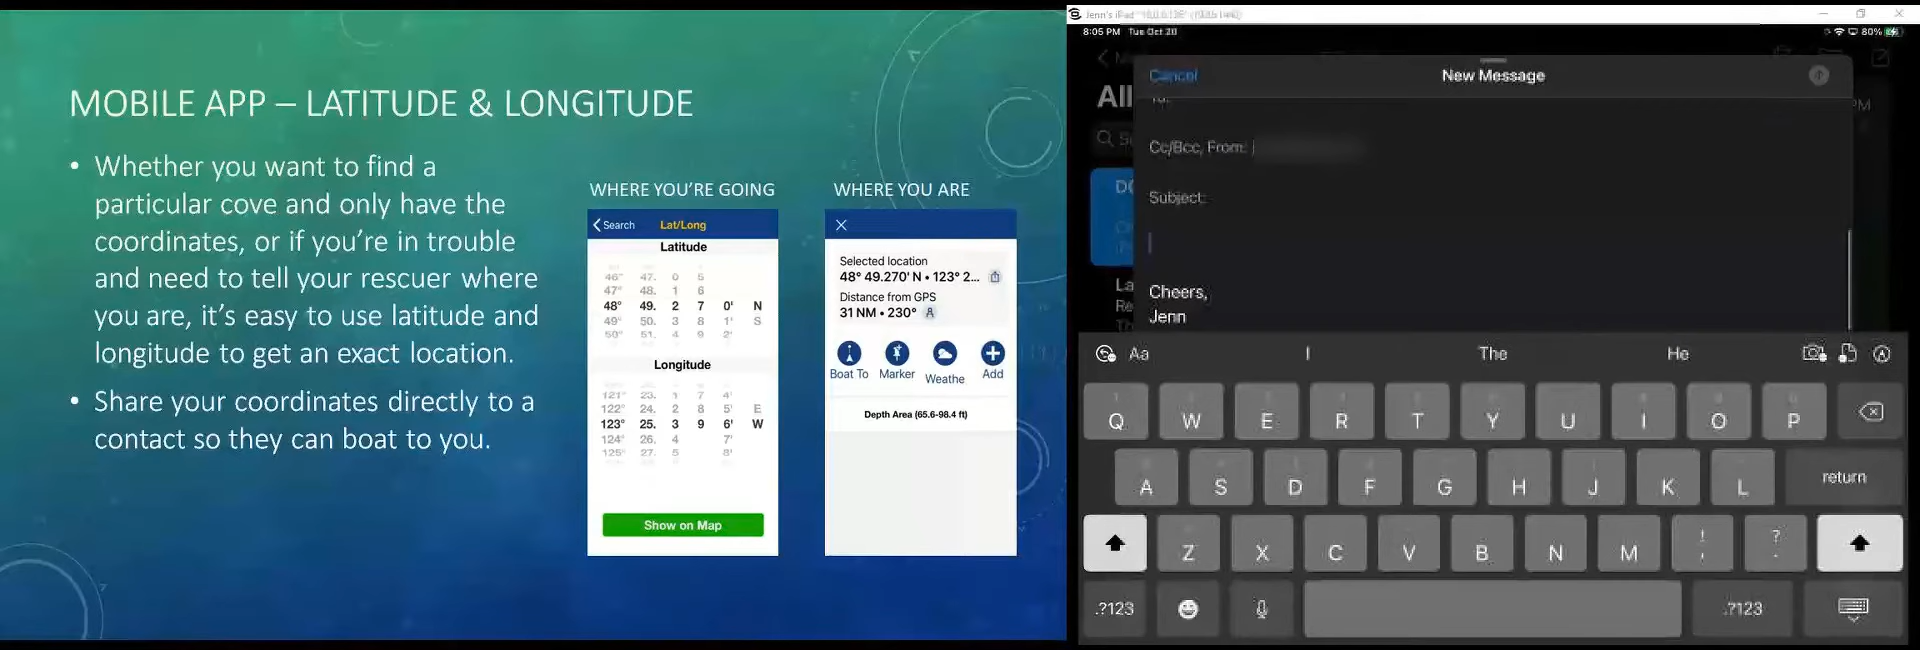 MOBILE APP – LATITUDE & LONGITUDE
• Whether you want to find a
particular cove and only have the
coordinates, or if you're in trouble
and need to tell your rescuer where
you are, it's easy to use latitude and
longitude to get an exact location.
• Share your coordinates directly to a
contact so they can boat to you.
WHERE YOU'RE GOING
Search Lat/Long
Latitude
46° 47. 0 5
47° 48. 1 6
48° 49. 2 7 0' N
49° 50. 3 8 1' S
50° 51. 4 9 2'
Longitude
121° 23. 1 7 4'
122° 24. 2 8 5' E
123° 25. 3 9 6' W
124° 26. 4 7'
125° 27. 5 8'
Show on Map
WHERE YOU ARE
Selected location
48° 49.270' N • 123° 2...
Distance from GPS
31 NM • 230°
Boat To Marker Weathe Add
Depth Area (65.6-98.4 ft)
Jenn's iPad
8:05 PM Tue Oct 20 80%
Cancel New Message
All PM
Cc/Bcc, From:
Subject:
Cheers,
Jenn
Aa I The He
Q W E R T Y U I O P
A S D F G H J K L return
Z X C V B N M ! , ? .
.?123 .?123